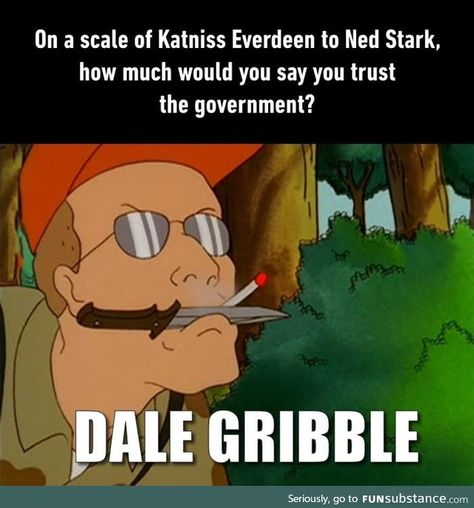 On a scale of Katniss Everdeen to Ned Stark,
how much would you say you trust
the government?
DALE GRIBBLE
Seriously, go to FUNsubstance.com